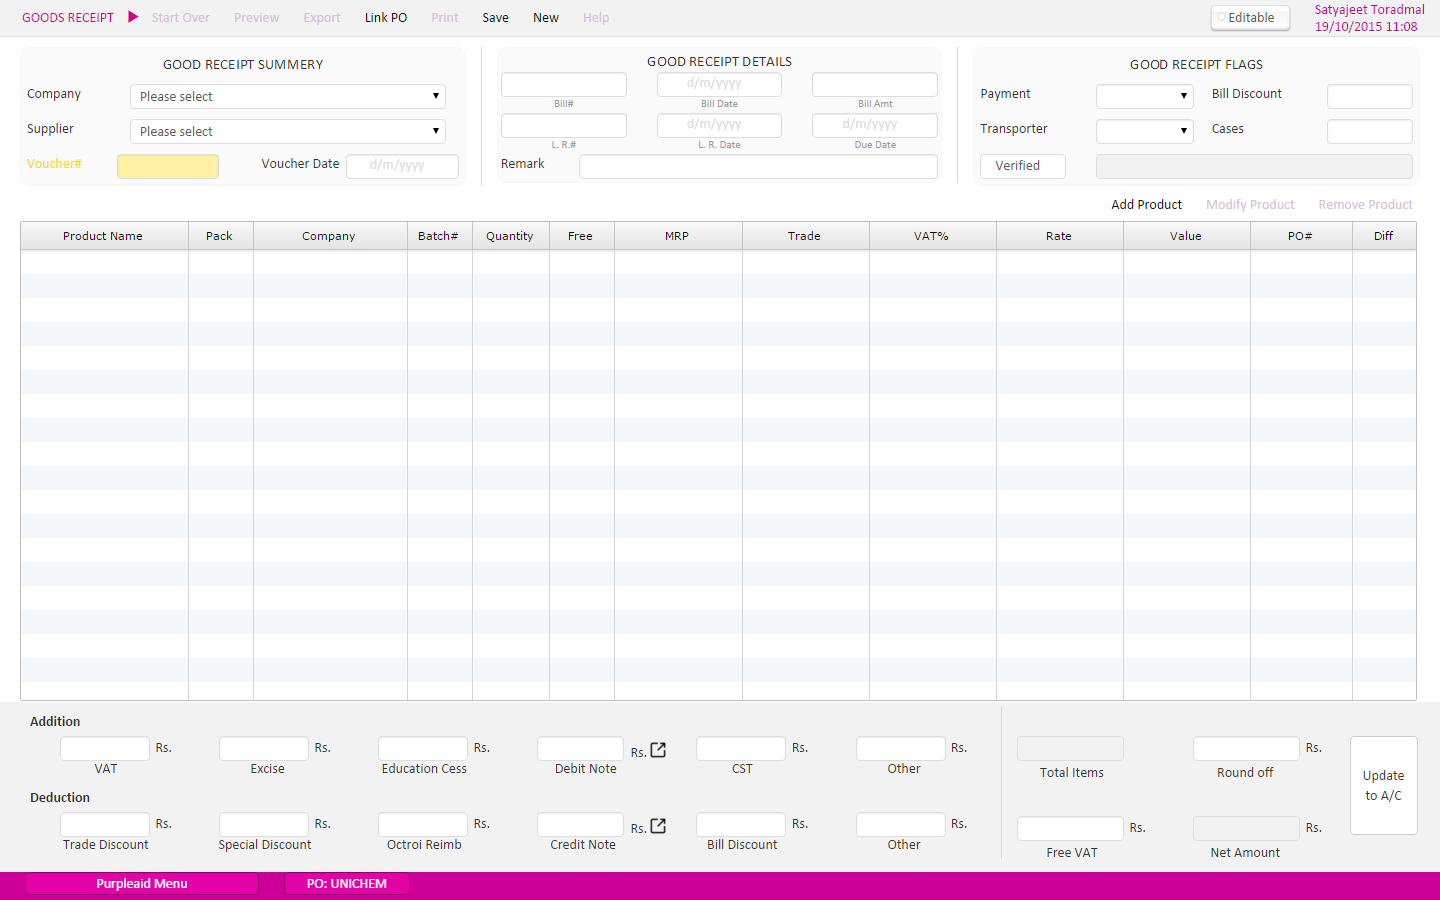 GOODS RECEIPT Start Over Preview Export Link PO Print Save New Help Editable Satyajeet Toradmal
19/10/2015 11:08
GOOD RECEIPT SUMMERY
Company Please select
Supplier Please select
Voucher# Voucher Date d/m/yyyy
GOOD RECEIPT DETAILS
d/m/yyyy
Bill# Bill Date Bill Amt
d/m/yyyy d/m/yyyy
L. R.# L. R. Date Due Date
Remark
GOOD RECEIPT FLAGS
Payment Bill Discount
Transporter Cases
Verified
Add Product Modify Product Remove Product
Product Name Pack Company Batch# Quantity Free MRP Trade VAT% Rate Value PO# Diff
Addition
Rs. Rs. Rs. Rs. Rs. Rs.
VAT Excise Education Cess Debit Note CST Other
Deduction
Rs. Rs. Rs. Rs. Rs. Rs.
Trade Discount Special Discount Octroi Reimb Credit Note Bill Discount Other
Rs.
Total Items Round off
Rs. Rs.
Free VAT Net Amount
Update
to A/C
Purpleaid Menu PO: UNICHEM